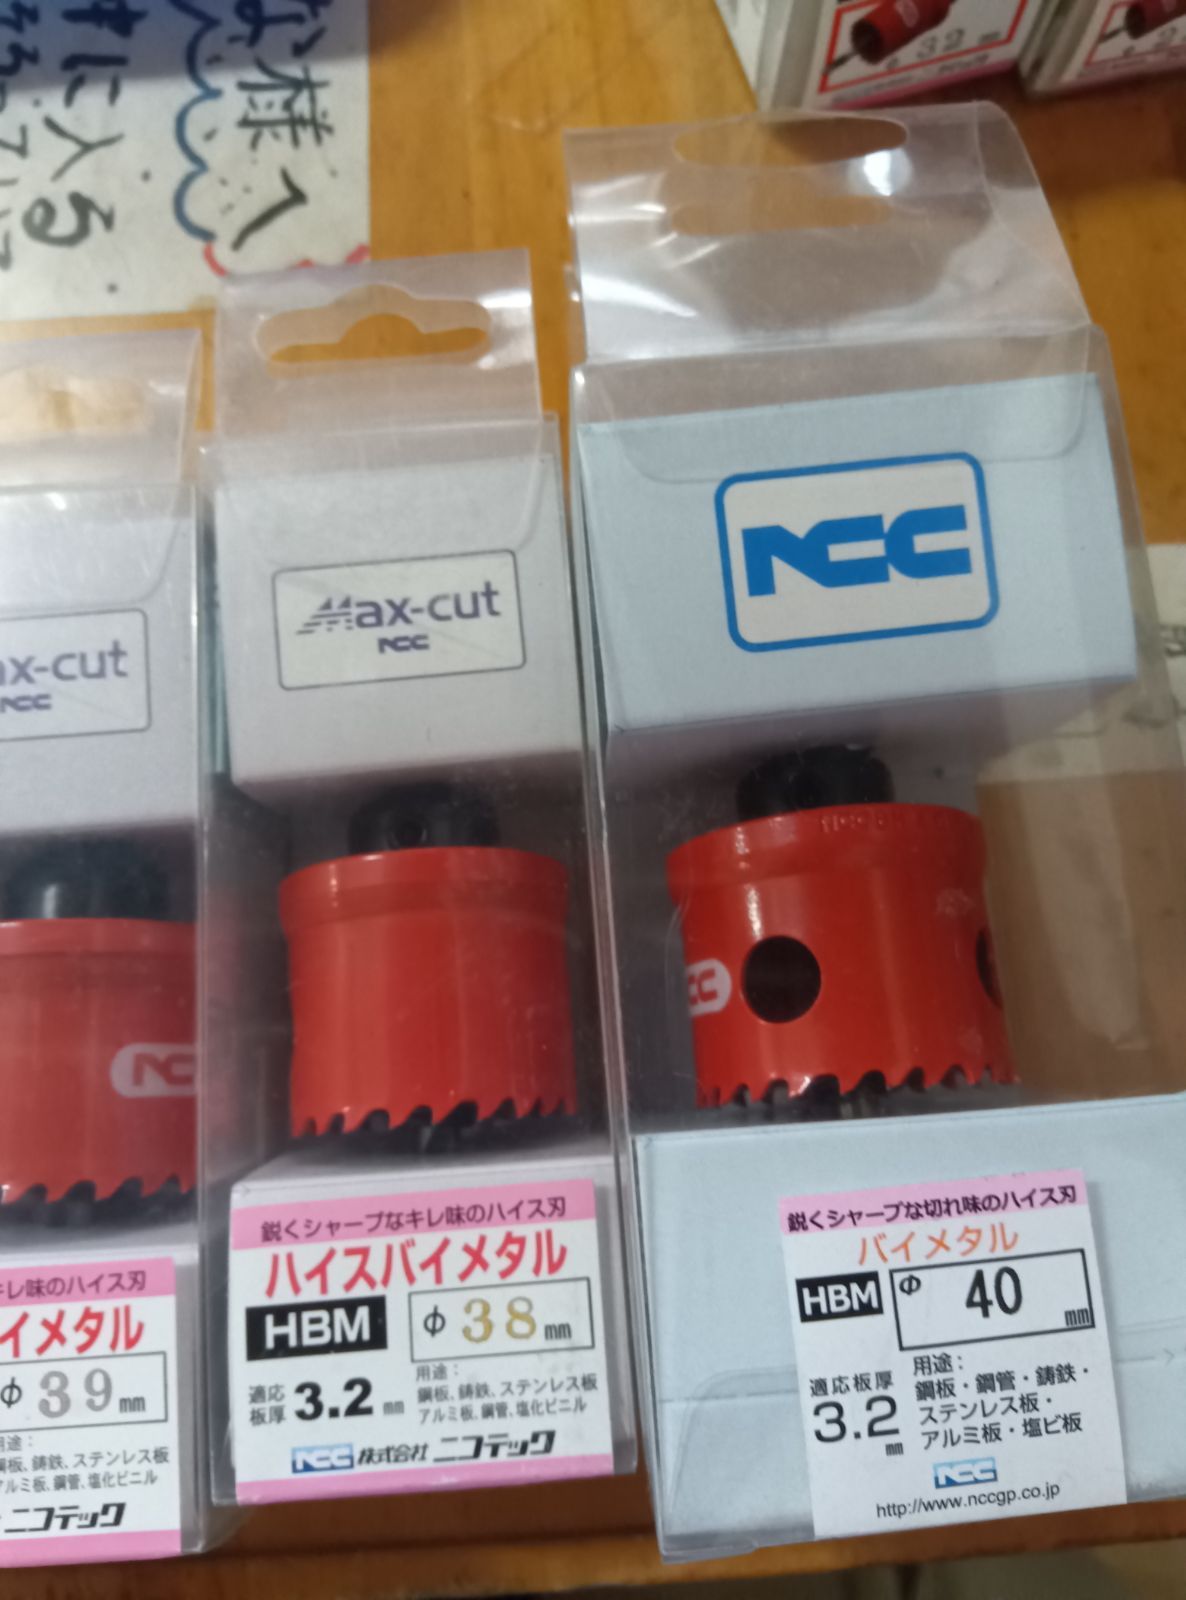 様へ
中に入る
32
Max-cut
NCC
ax-cut
NCC
NCC
NCC
鋭くシャープなキレ味のハイス刃
ハイスバイメタル
HBM
φ 38 mm
適応板厚 3.2 mm
用途:
鋼板、鋳鉄、ステンレス板
アルミ板、鋼管、塩化ビニル
NCC 株式会社 ニコテック
鋭くシャープな切れ味のハイス刃
バイメタル
HBM
φ 40 mm
適応板厚
3.2 mm
用途:
鋼板・鋼管・鋳鉄・
ステンレス板・
アルミ板・塩ビ板
NCC
http://www.nccgp.co.jp
キレ味のハイス刃
イメタル
φ 39 mm
用途:
鋼板、鋳鉄、ステンレス板
アルミ板、鋼管、塩化ビニル
ニコテック